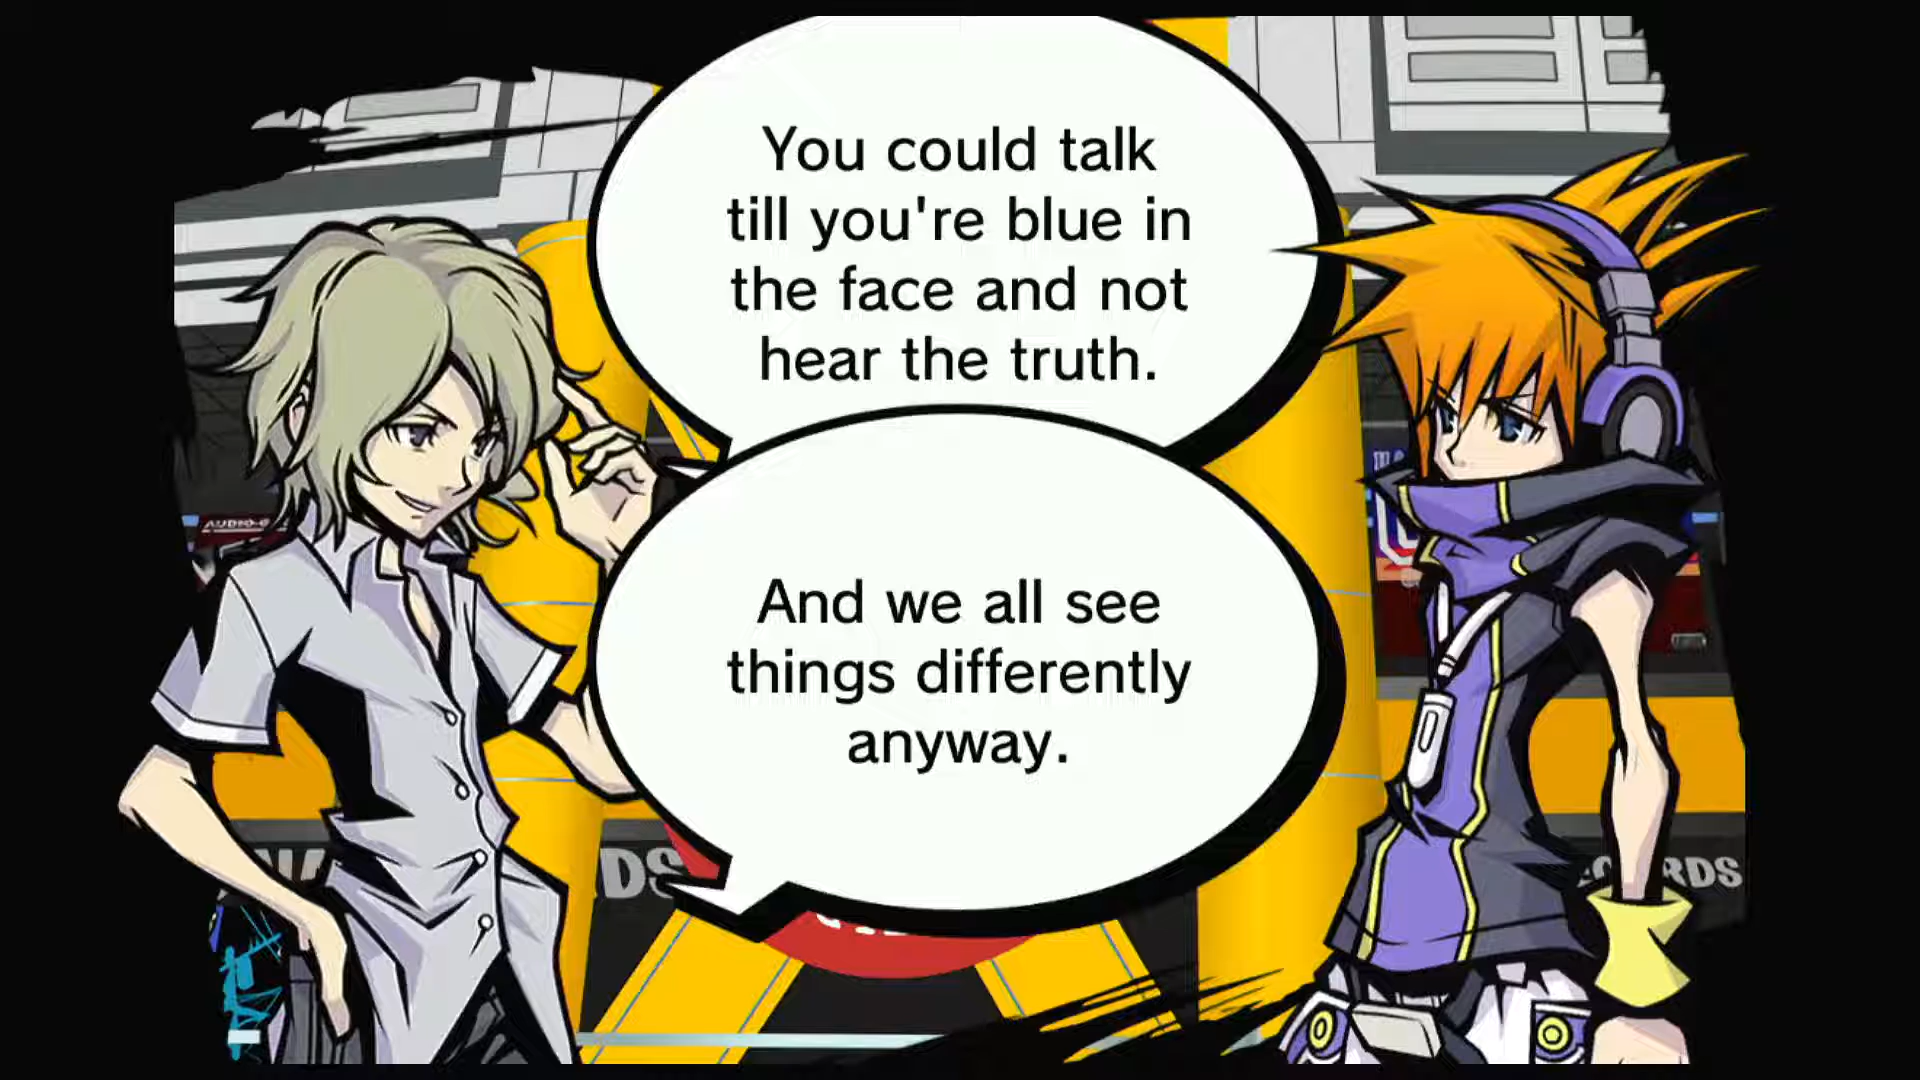 You could talk
till you're blue in
the face and not
hear the truth.
And we all see
things differently
anyway.